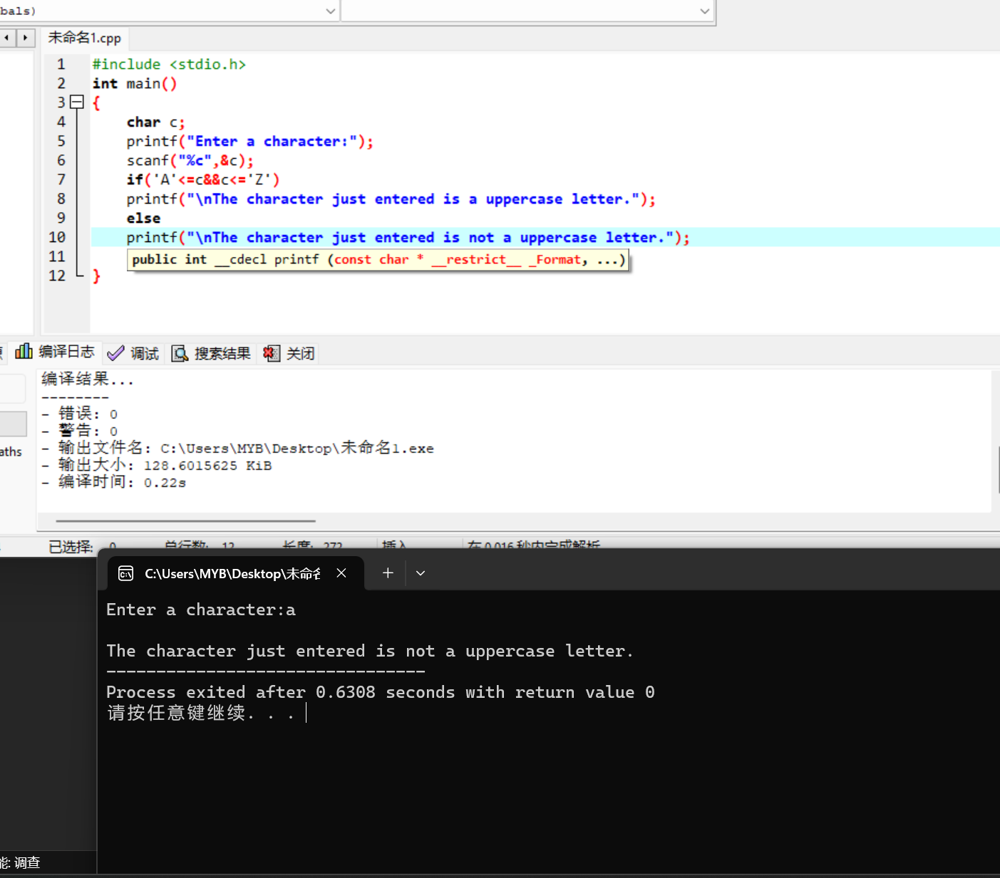 bals)
未命名1.cpp
1 #include <stdio.h>
2 int main()
3 {
4 char c;
5 printf("Enter a character:");
6 scanf("%c",&c);
7 if('A'<=c&&c<='Z')
8 printf("\nThe character just entered is a uppercase letter.");
9 else
10 printf("\nThe character just entered is not a uppercase letter.");
11 public int __cdecl printf (const char * __restrict__ _Format, ...)
12 }
编译日志 调试 搜索结果 关闭
编译结果...
--------
- 错误: 0
- 警告: 0
- 输出文件名: C:\Users\MYB\Desktop\未命名1.exe
- 输出大小: 128.6015625 KiB
- 编译时间: 0.22s
aths
已选择: 0 总行数: 12 长度: 272 插入 在 0.016 秒内完成解析
C:\Users\MYB\Desktop\未命名
Enter a character:a
The character just entered is not a uppercase letter.
--------------------------------
Process exited after 0.6308 seconds with return value 0
请按任意键继续. . .
能: 调查